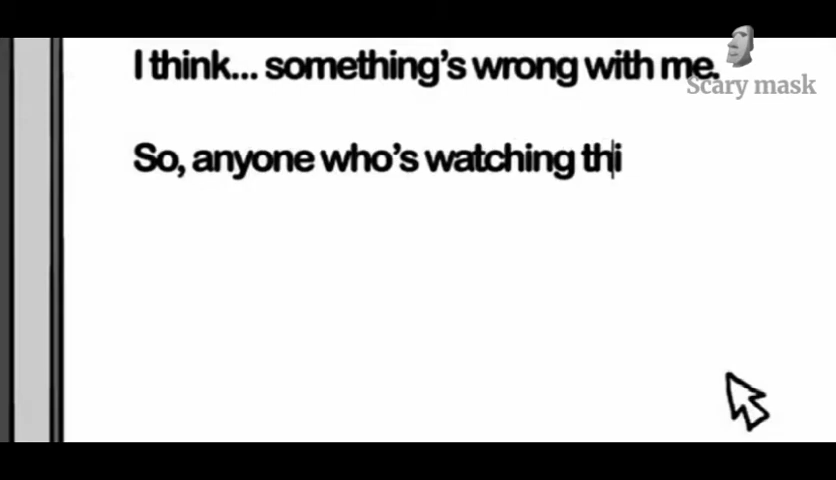 I think... something's wrong with me.
Scary mask
So, anyone who's watching thi